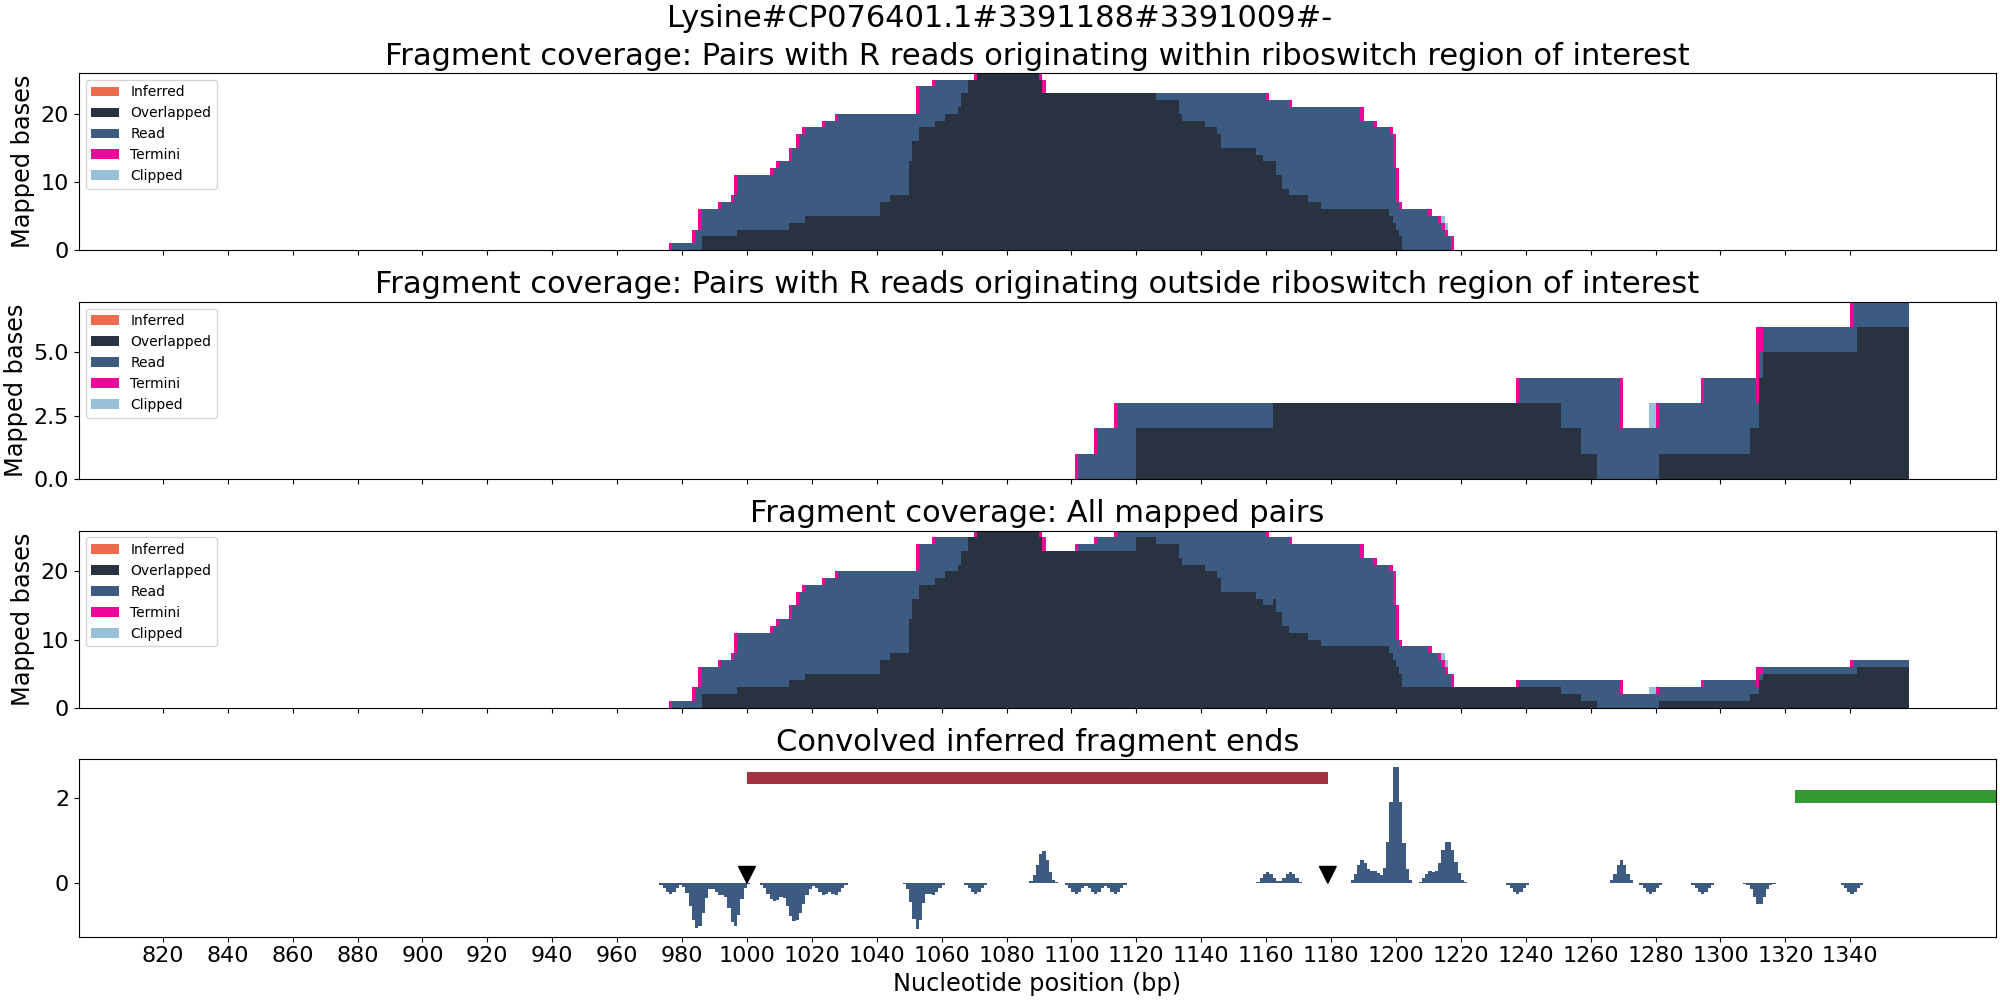 Lysine#CP076401.1#3391188#3391009#-
Fragment coverage: Pairs with R reads originating within riboswitch region of interest
Mapped bases
20
10
0
Inferred
Overlapped
Read
Termini
Clipped
Fragment coverage: Pairs with R reads originating outside riboswitch region of interest
Mapped bases
5.0
2.5
0.0
Inferred
Overlapped
Read
Termini
Clipped
Fragment coverage: All mapped pairs
Mapped bases
20
10
0
Inferred
Overlapped
Read
Termini
Clipped
Convolved inferred fragment ends
2
0
820 840 860 880 900 920 940 960 980 1000 1020 1040 1060 1080 1100 1120 1140 1160 1180 1200 1220 1240 1260 1280 1300 1320 1340
Nucleotide position (bp)